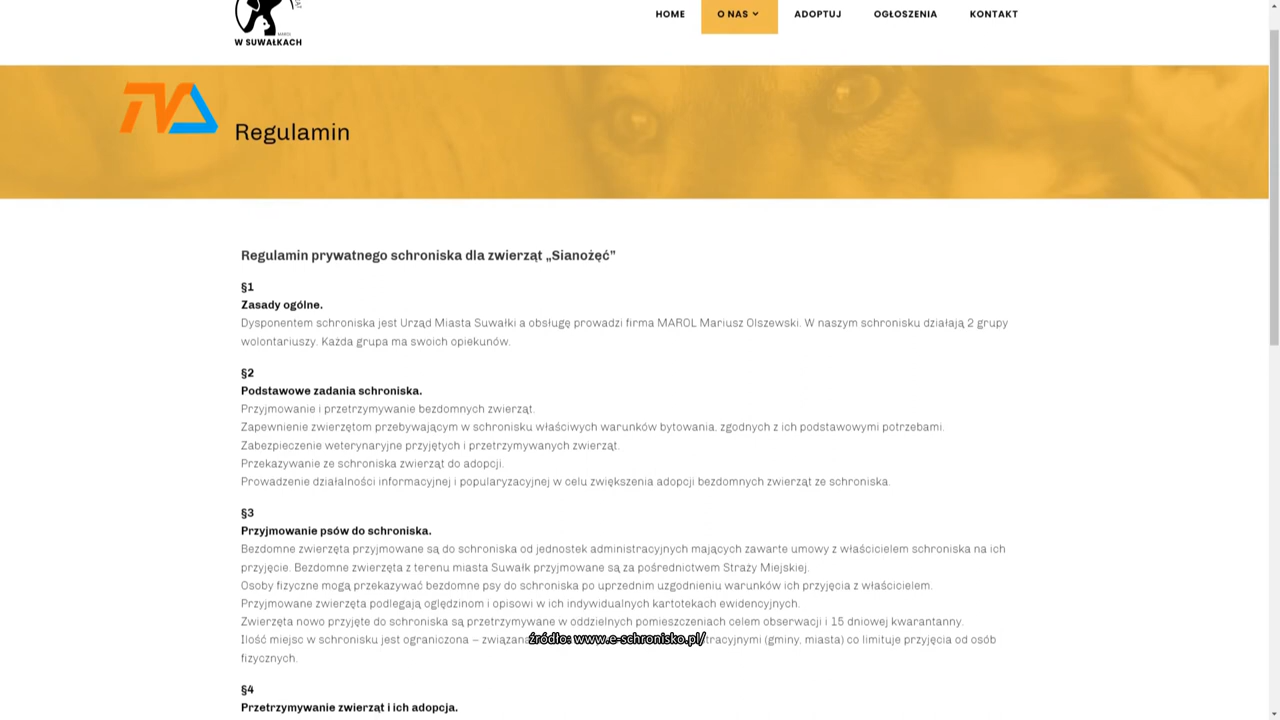 W SUWAŁKACH
HOME
O NAS
ADOPTUJ
OGŁOSZENIA
KONTAKT
TVA
Regulamin
Regulamin prywatnego schroniska dla zwierząt „Sianożęć”
§1
Zasady ogólne.
Dysponentem schroniska jest Urząd Miasta Suwałki a obsługę prowadzi firma MAROL Mariusz Olszewski. W naszym schronisku działają 2 grupy
wolontariuszy. Każda grupa ma swoich opiekunów.
§2
Podstawowe zadania schroniska.
Przyjmowanie i przetrzymywanie bezdomnych zwierząt.
Zapewnienie zwierzętom przebywającym w schronisku właściwych warunków bytowania, zgodnych z ich podstawowymi potrzebami.
Zabezpieczenie weterynaryjne przyjętych i przetrzymywanych zwierząt.
Przekazywanie ze schroniska zwierząt do adopcji.
Prowadzenie działalności informacyjnej i popularyzacyjnej w celu zwiększenia adopcji bezdomnych zwierząt ze schroniska.
§3
Przyjmowanie psów do schroniska.
Bezdomne zwierzęta przyjmowane są do schroniska od jednostek administracyjnych mających zawarte umowy z właścicielem schroniska na ich
przyjęcie. Bezdomne zwierzęta z terenu miasta Suwałk przyjmowane są za pośrednictwem Straży Miejskiej.
Osoby fizyczne mogą przekazywać bezdomne psy do schroniska po uprzednim uzgodnieniu warunków ich przyjęcia z właścicielem.
Przyjmowane zwierzęta podlegają oględzinom i opisowi w ich indywidualnych kartotekach ewidencyjnych.
Zwierzęta nowo przyjęte do schroniska są przetrzymywane w oddzielnych pomieszczeniach celem obserwacji i 15 dniowej kwarantanny.
Ilość miejsc w schronisku jest ograniczona – związana źródło: www.e-schronisko.pl/ tracyjnymi (gminy, miasta) co limituje przyjęcia od osób
fizycznych.
§4
Przetrzymywanie zwierząt i ich adopcja.